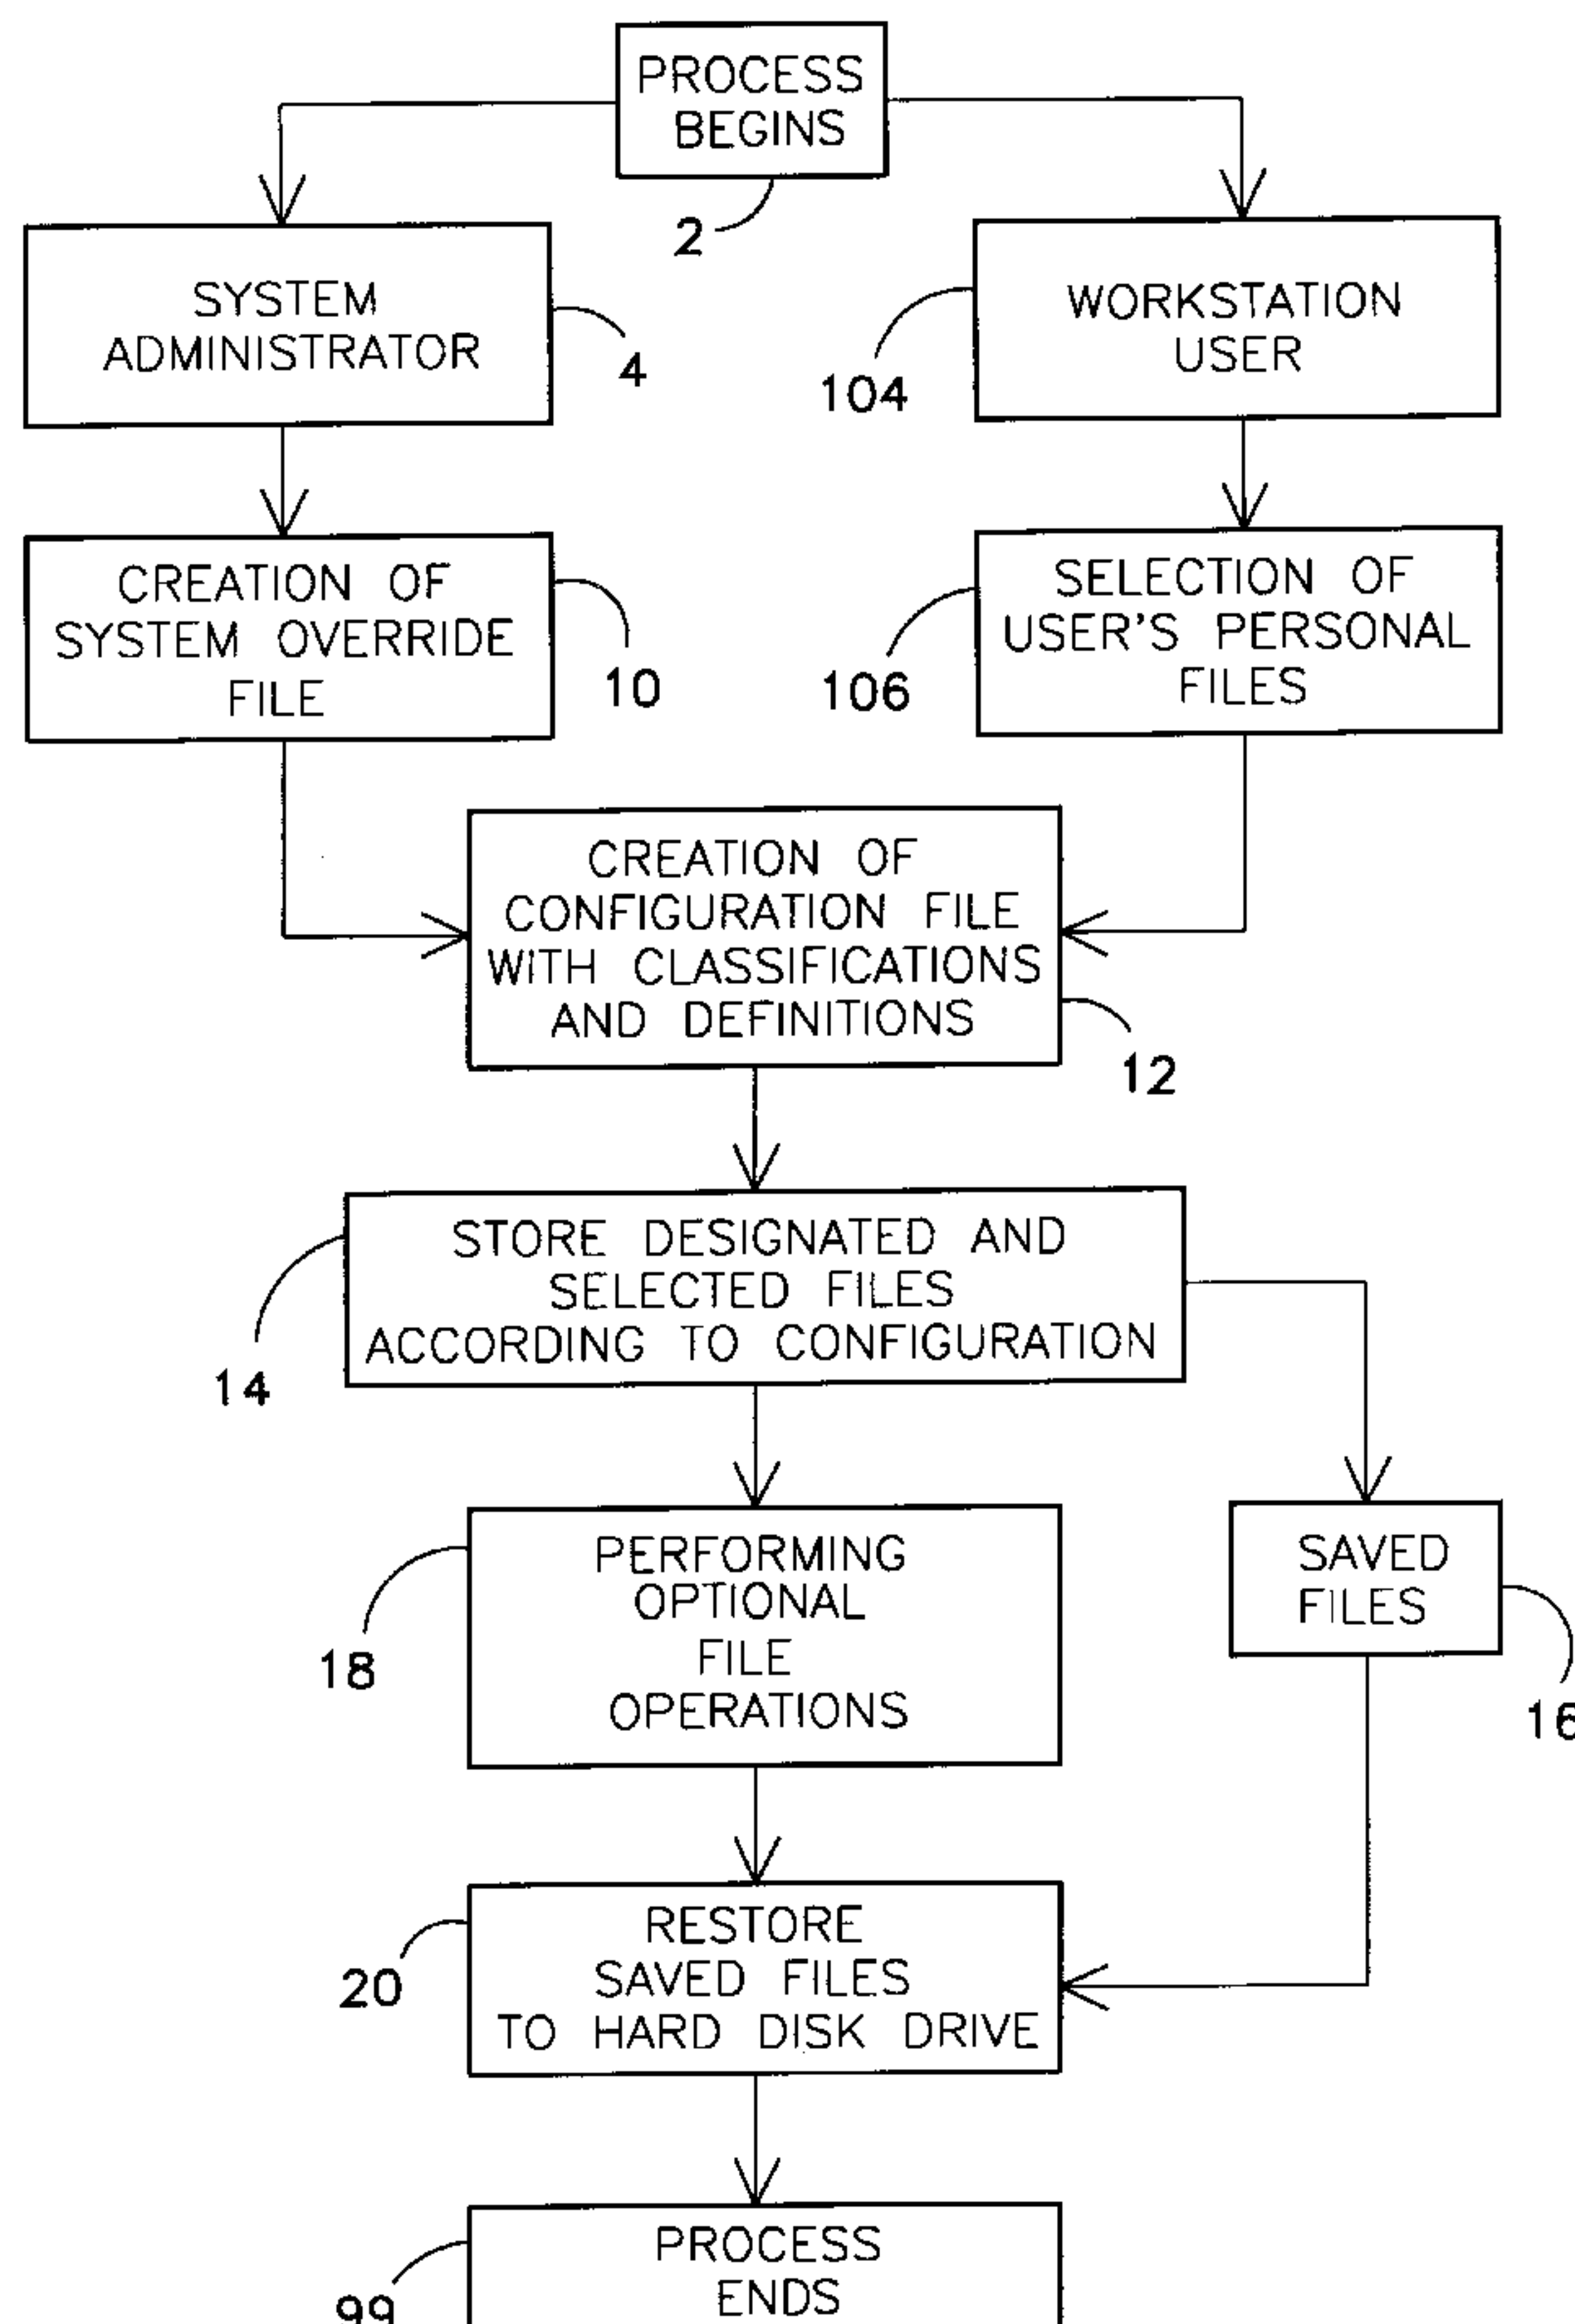 PROCESS
BEGINS
2
SYSTEM
ADMINISTRATOR
4
WORKSTATION
USER
104
CREATION OF
SYSTEM OVERRIDE
FILE
10
SELECTION OF
USER'S PERSONAL
FILES
106
CREATION OF
CONFIGURATION FILE
WITH CLASSIFICATIONS
AND DEFINITIONS
12
STORE DESIGNATED AND
SELECTED FILES
ACCORDING TO CONFIGURATION
14
PERFORMING
OPTIONAL
FILE
OPERATIONS
18
SAVED
FILES
16
RESTORE
SAVED FILES
TO HARD DISK DRIVE
20
PROCESS
ENDS
99